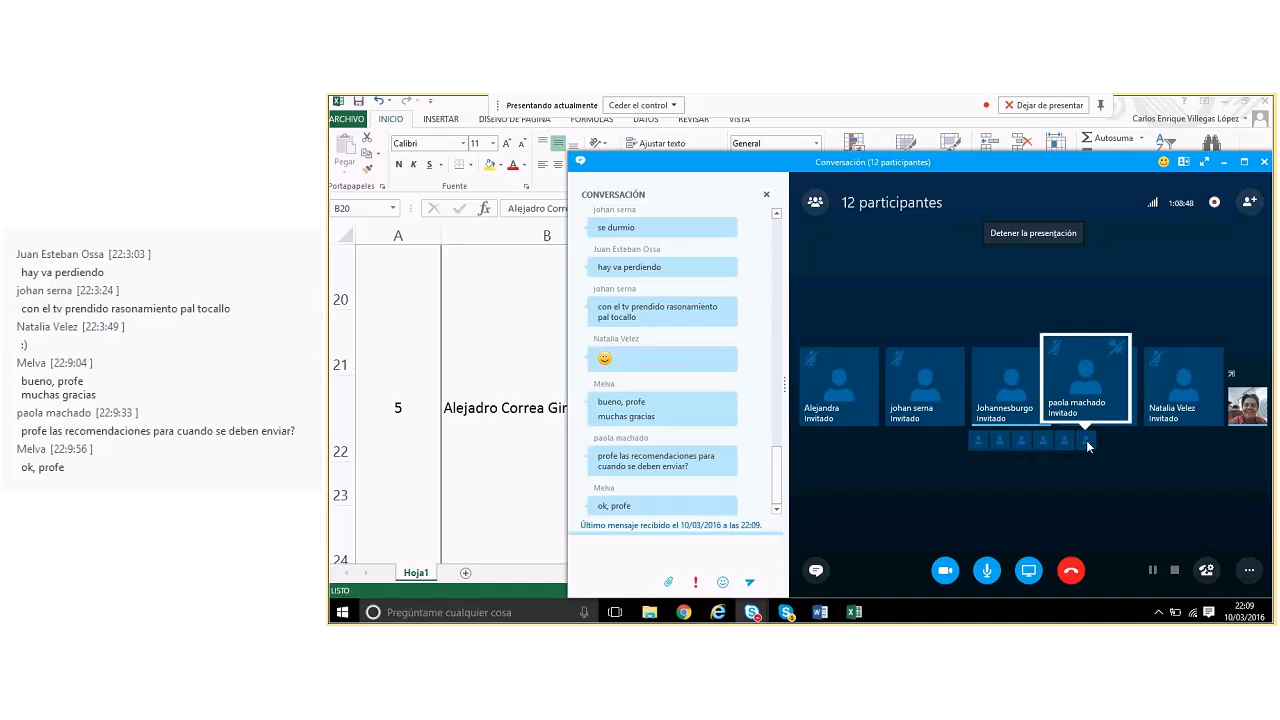 Juan Esteban Ossa [22:3:03 ]
hay va perdiendo
johan serna [22:3:24 ]
con el tv prendido rasonamiento pal tocallo
Natalia Velez [22:3:49 ]
:)
Melva [22:9:04 ]
bueno, profe
muchas gracias
paola machado [22:9:33 ]
profe las recomendaciones para cuando se deben enviar?
Melva [22:9:56 ]
ok, profe
Presentando actualmente
Ceder el control
Dejar de presentar
ARCHIVO
INICIO
INSERTAR
DISEÑO DE PÁGINA
FÓRMULAS
DATOS
REVISAR
VISTA
Carlos Enrique Villegas López
Pegar
Portapapeles
Calibri
11
N K S
Fuente
Ajustar texto
General
Autosuma
B20
Alejandro Corre
A
B
20
21
5
Alejadro Correa Gir
22
23
24
Hoja1
LISTO
Conversación (12 participantes)
CONVERSACIÓN
johan serna
se durmio
Juan Esteban Ossa
hay va perdiendo
johan serna
con el tv prendido rasonamiento
pal tocallo
Natalia Velez
Melva
bueno, profe
muchas gracias
paola machado
profe las recomendaciones para
cuando se deben enviar?
Melva
ok, profe
Último mensaje recibido el 10/03/2016 a las 22:09.
12 participantes
1:08:48
Detener la presentación
Alejandra
Invitado
johan serna
Invitado
Johannesburgo
Invitado
paola machado
Invitado
Natalia Velez
Invitado
Pregúntame cualquier cosa
22:09
10/03/2016